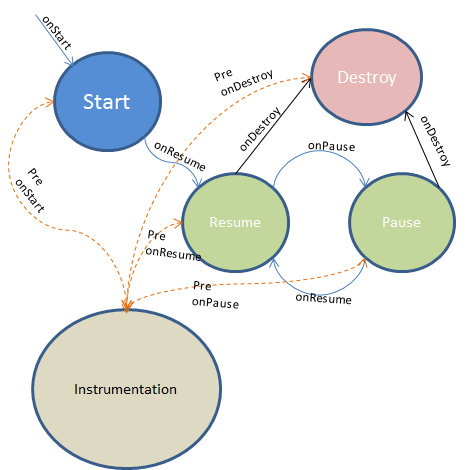 onStart
Pre
onDestroy
Destroy
Start
onDestroy
onDestroy
onResume
onPause
Pre
onStart
Resume
Pause
Pre
onResume
Pre
onPause
onResume
Instrumentation